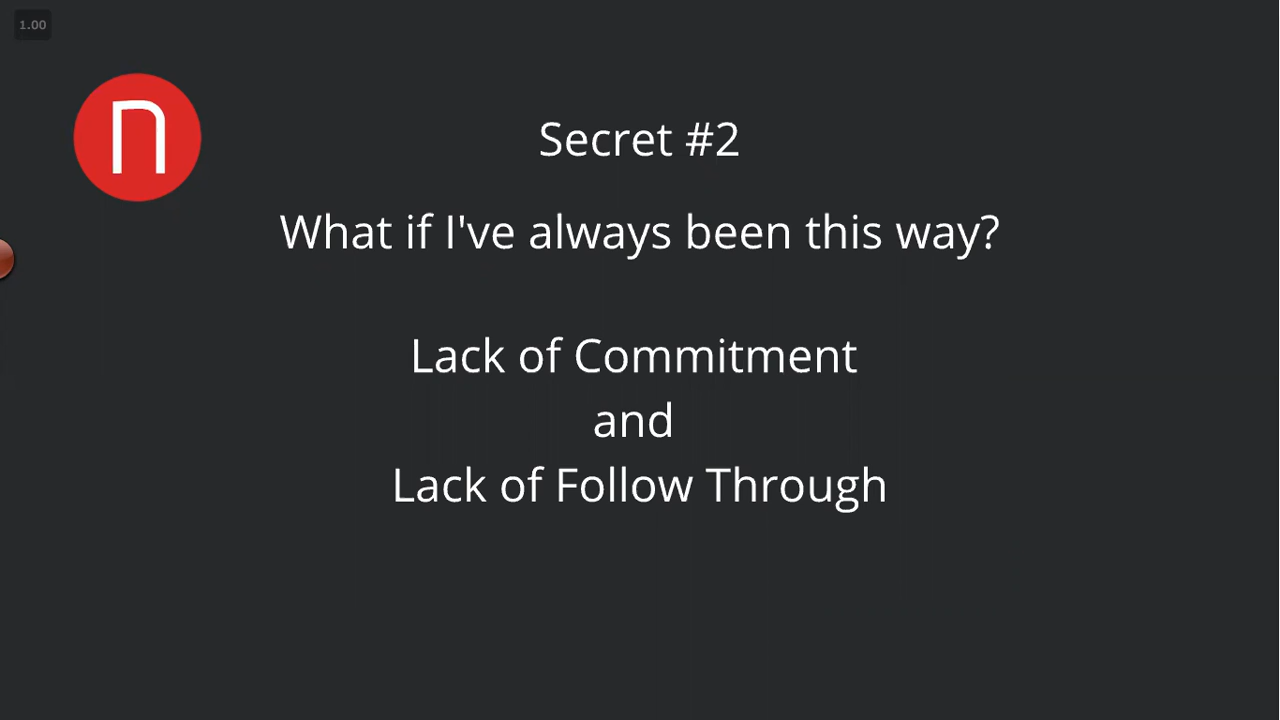 1.00
n
Secret #2
What if I've always been this way?
Lack of Commitment
and
Lack of Follow Through